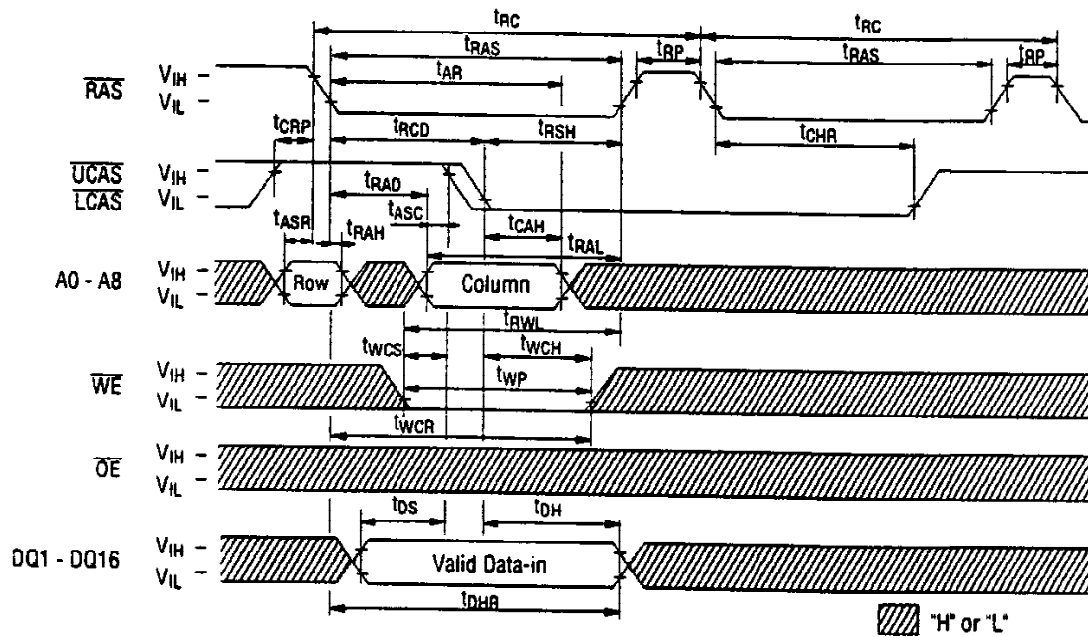 tRC tRC
tRAS tRP tRAS tRP
tAR
RAS VIH
VIL
tCRP tRCD tRSH tCHR
UCAS VIH
LCAS VIL
tRAD
tASC
tASR tRAH tCAH
tRAL
A0 - A8 VIH
VIL
Row Column
tRWL
tWCS tWCH
WE VIH
VIL
tWP
tWCR
OE VIH
VIL
tDS tDH
DQ1 - DQ16 VIH
VIL
Valid Data-in
tDHR
"H" or "L"